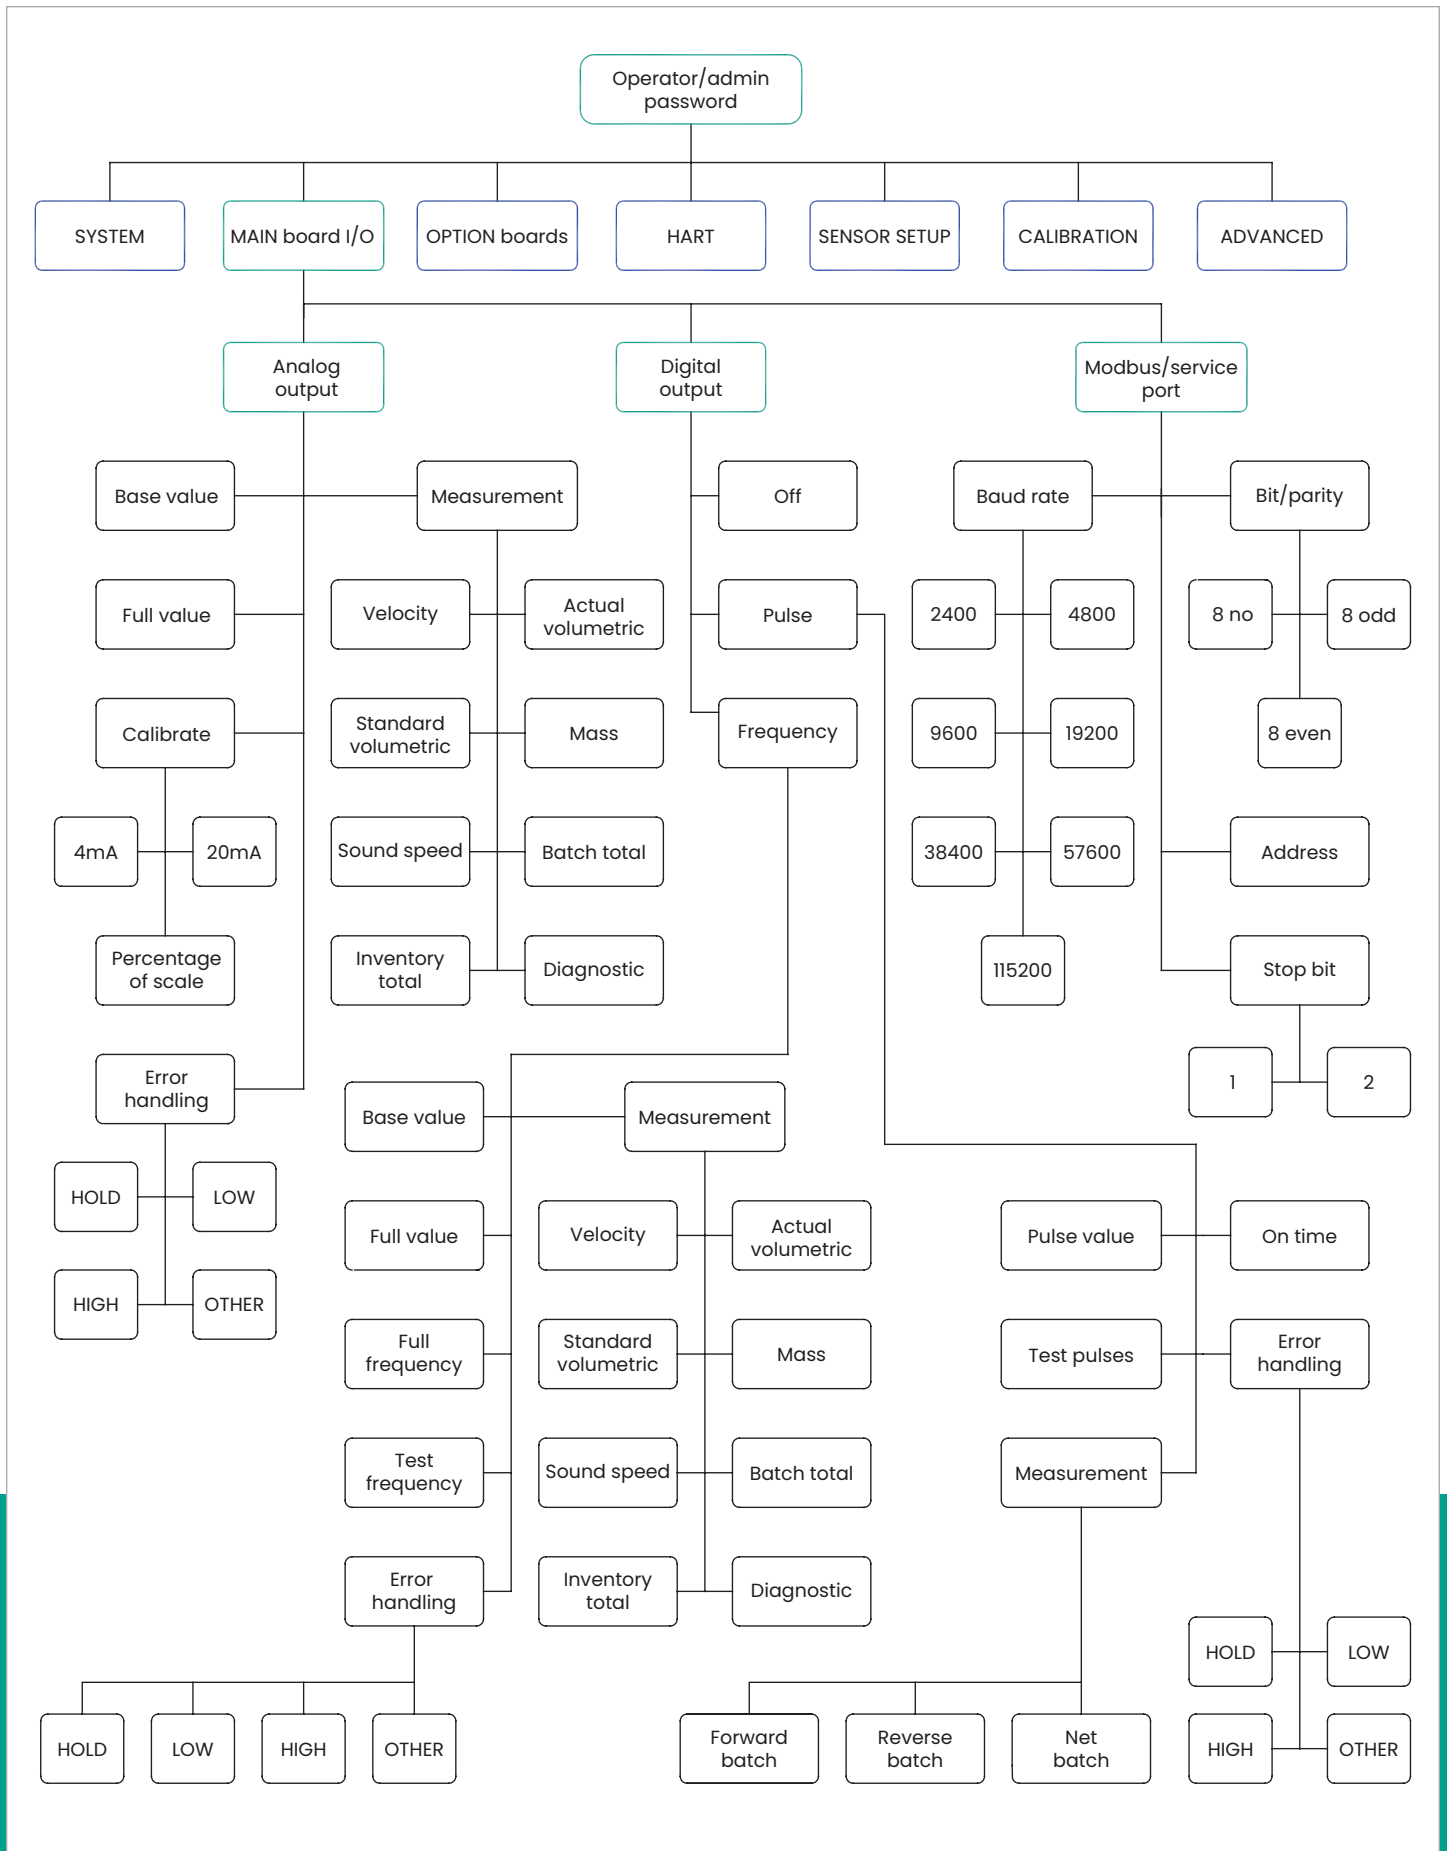 Operator/admin
password
SYSTEM
MAIN board I/O
OPTION boards
HART
SENSOR SETUP
CALIBRATION
ADVANCED
Analog
output
Digital
output
Modbus/service
port
Base value
Measurement
Off
Baud rate
Bit/parity
Full value
Velocity
Actual
volumetric
Pulse
2400
4800
8 no
8 odd
Calibrate
Standard
volumetric
Mass
Frequency
9600
19200
8 even
4mA
20mA
Sound speed
Batch total
38400
57600
Address
Percentage
of scale
Inventory
total
Diagnostic
115200
Stop bit
Error
handling
1
2
Base value
Measurement
HOLD
LOW
Full value
Velocity
Actual
volumetric
Pulse value
On time
HIGH
OTHER
Full
frequency
Standard
volumetric
Mass
Test pulses
Error
handling
Test
frequency
Sound speed
Batch total
Measurement
Error
handling
Inventory
total
Diagnostic
HOLD
LOW
HOLD
LOW
HIGH
OTHER
Forward
batch
Reverse
batch
Net
batch
HIGH
OTHER